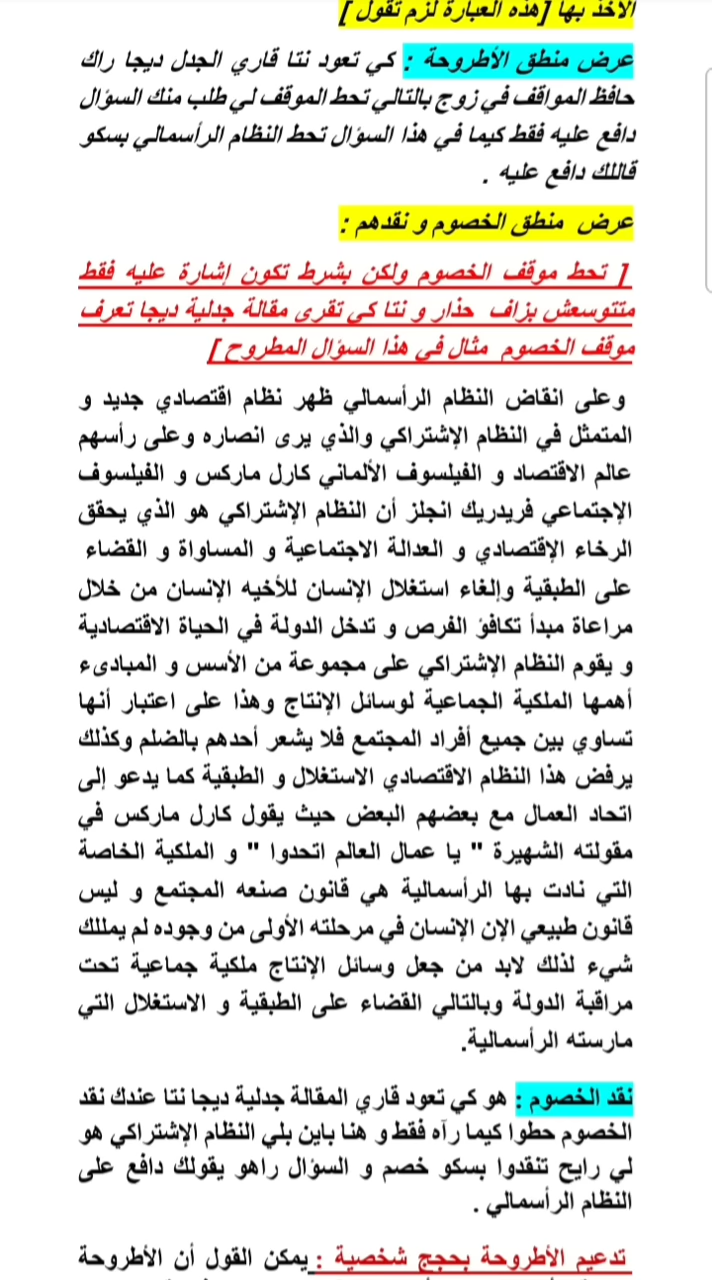 الأخذ بها [هذه العبارة لزم تقول ]
عرض منطق الأطروحة : كي تعود نتا قاري الجدل ديجا راك
حافظ المواقف في زوج بالتالي تحط الموقف لي طلب منك السؤال
دافع عليه فقط كيما في هذا السؤال تحط النظام الرأسمالي بسكو
قاللك دافع عليه .
عرض منطق الخصوم و نقدهم :
[ تحط موقف الخصوم ولكن بشرط تكون إشارة عليه فقط
متتوسعش بزاف حذار و نتا كي تقرى مقالة جدلية ديجا تعرف
موقف الخصوم مثال في هذا السؤال المطروح ]
وعلى انقاض النظام الرأسمالي ظهر نظام اقتصادي جديد و
المتمثل في النظام الإشتراكي والذي يرى انصاره وعلى رأسهم
عالم الاقتصاد و الفيلسوف الألماني كارل ماركس و الفيلسوف
الإجتماعي فريدريك انجلز أن النظام الإشتراكي هو الذي يحقق
الرخاء الإقتصادي و العدالة الاجتماعية و المساواة و القضاء
على الطبقية وإلغاء استغلال الإنسان للأخيه الإنسان من خلال
مراعاة مبدأ تكافؤ الفرص و تدخل الدولة في الحياة الاقتصادية
و يقوم النظام الإشتراكي على مجموعة من الأسس و المبادىء
أهمها الملكية الجماعية لوسائل الإنتاج وهذا على اعتبار أنها
تساوي بين جميع أفراد المجتمع فلا يشعر أحدهم بالضلم وكذلك
يرفض هذا النظام الاقتصادي الاستغلال و الطبقية كما يدعو إلى
اتحاد العمال مع بعضهم البعض حيث يقول كارل ماركس في
مقولته الشهيرة " يا عمال العالم اتحدوا " و الملكية الخاصة
التي نادت بها الرأسمالية هي قانون صنعه المجتمع و ليس
قانون طبيعي الإن الإنسان في مرحلته الأولى من وجوده لم يمللك
شيء لذلك لابد من جعل وسائل الإنتاج ملكية جماعية تحت
مراقبة الدولة وبالتالي القضاء على الطبقية و الاستغلال التي
مارسته الرأسمالية.
نقد الخصوم : هو كي تعود قاري المقالة جدلية ديجا نتا عندك نقد
الخصوم حطوا كيما رآه فقط و هنا باين بلي النظام الإشتراكي هو
لي رايح تنقدوا بسكو خصم و السؤال راهو يقولك دافع على
النظام الرأسمالي .
تدعيم الأطروحة بحجج شخصية : يمكن القول أن الأطروحة